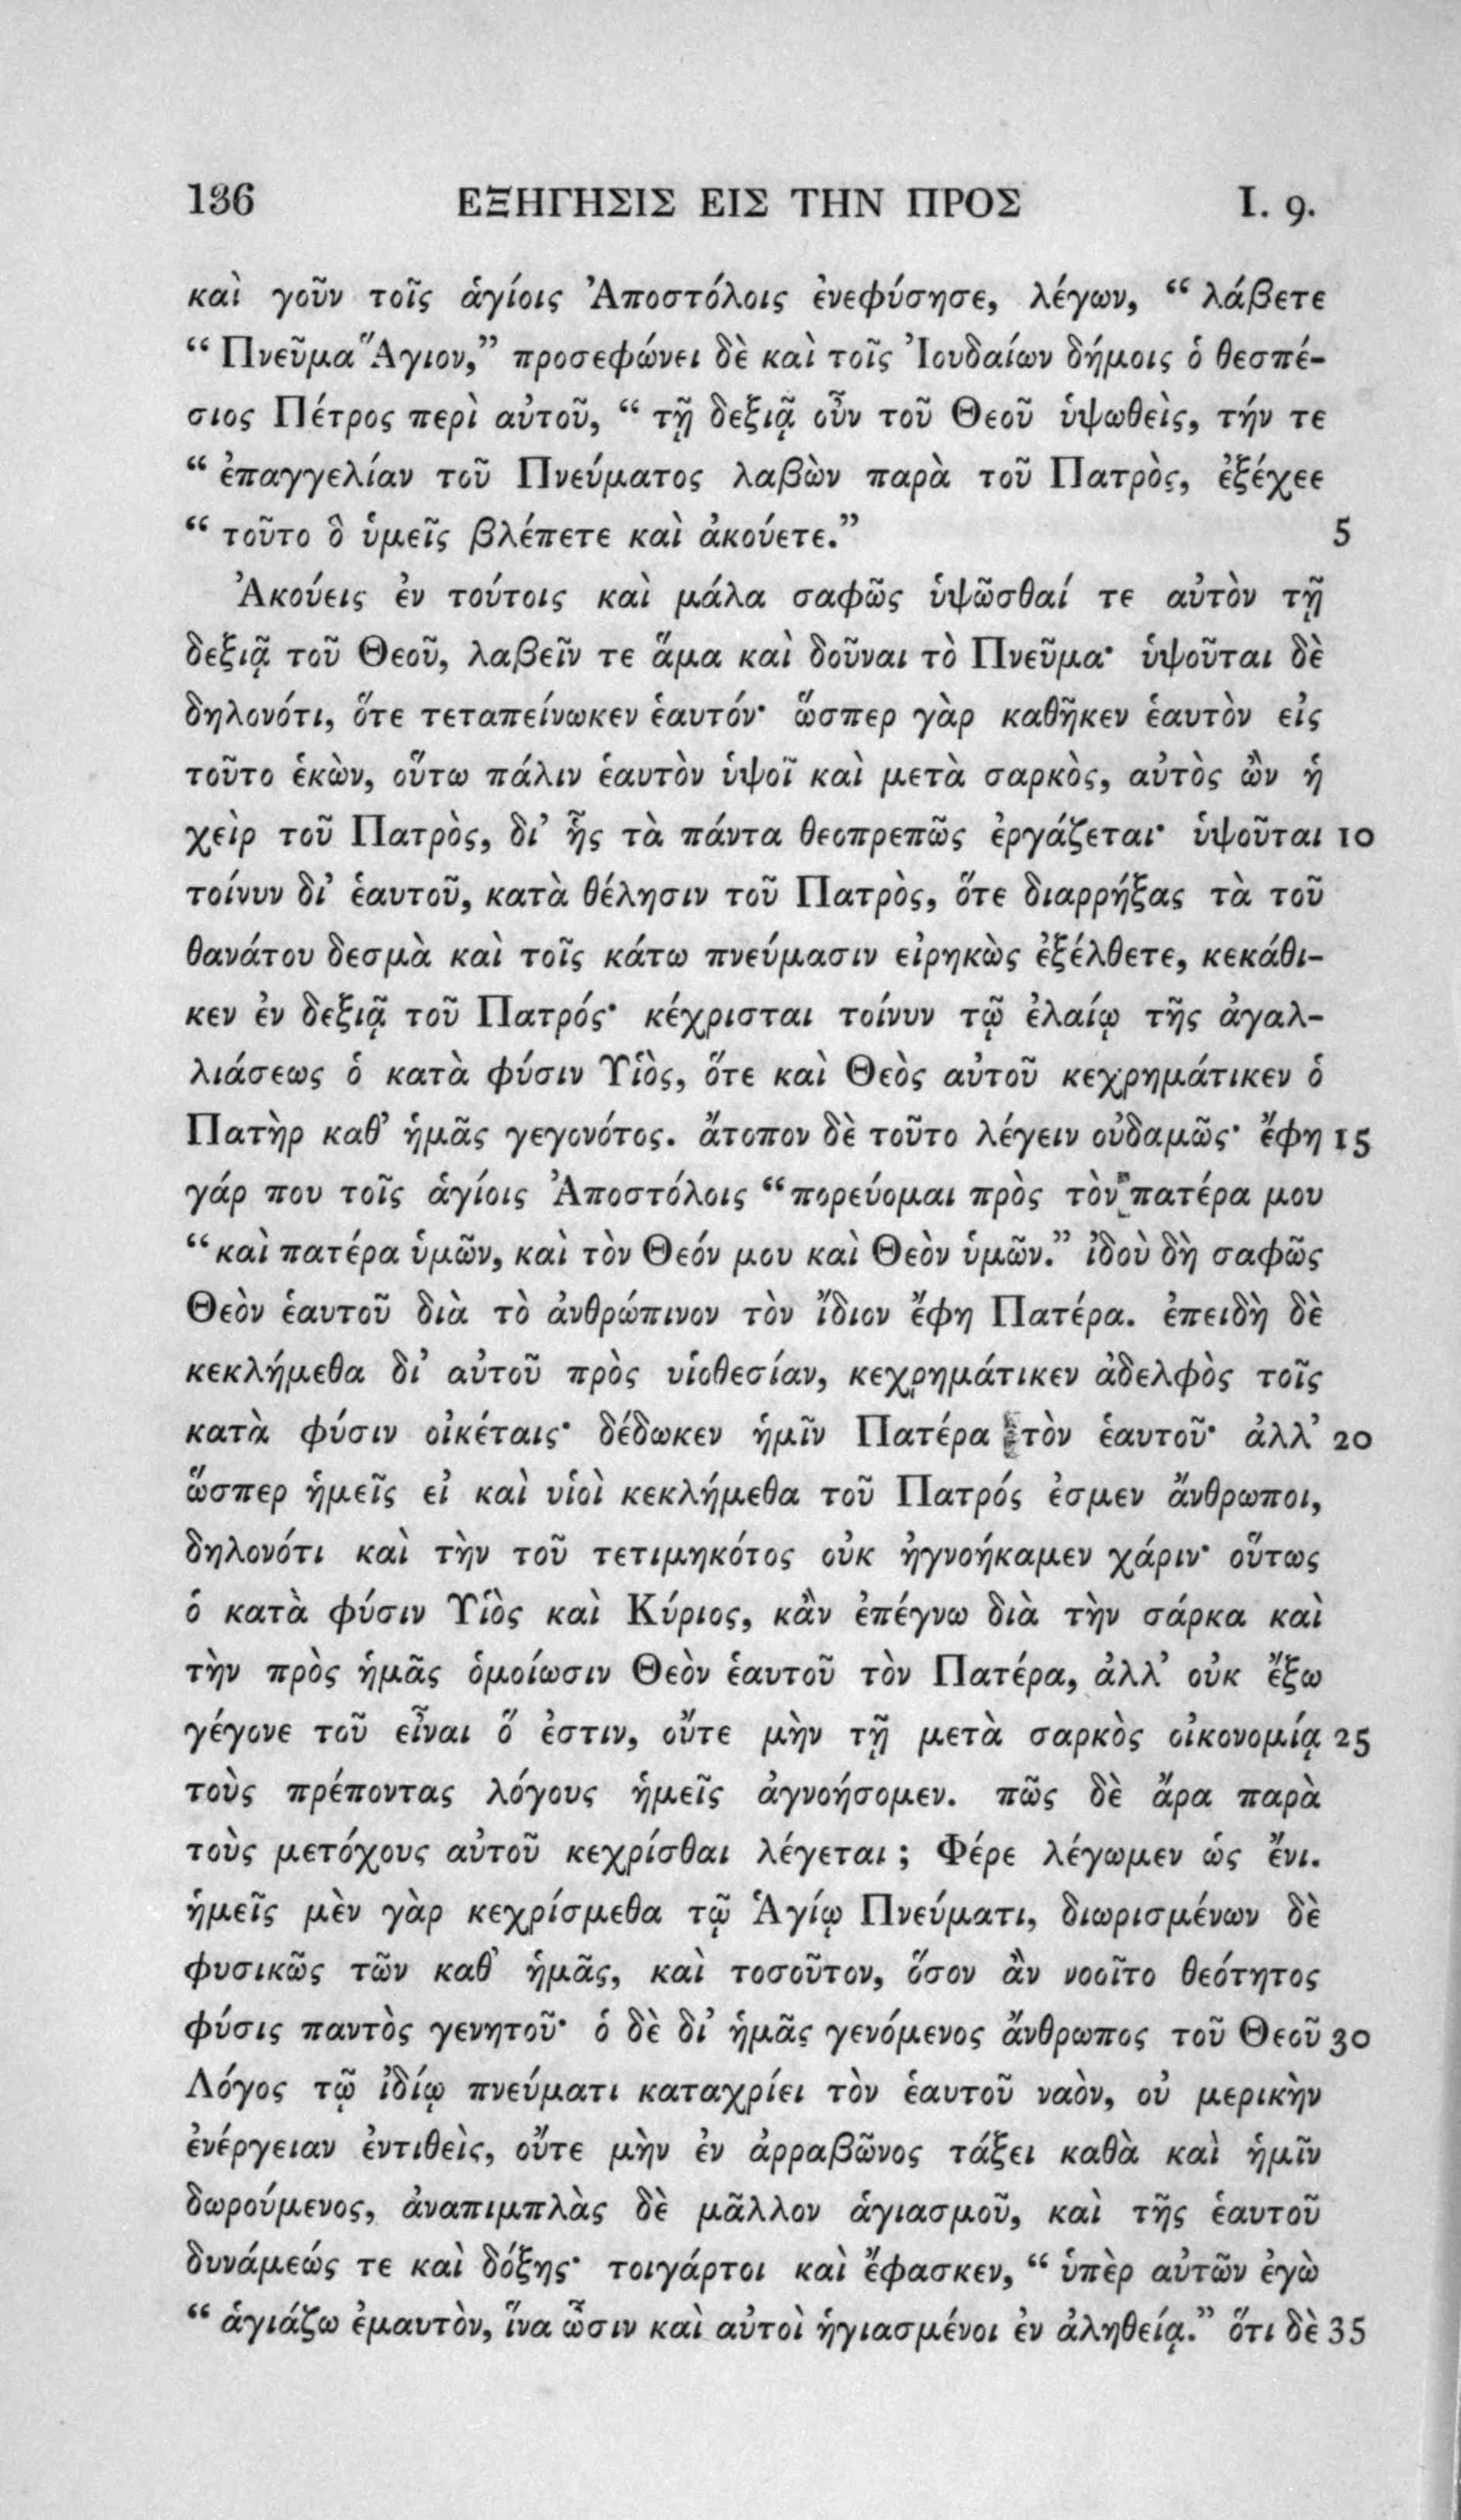 136 ΕΞΗΓΗΣΙΣ ΕΙΣ ΤΗΝ ΠΡΟΣ I. 9.
καὶ γοῦν τοῖς ἁγίοις Ἀποστόλοις ἐνεφύσησε, λέγων, “ λάβετε
“ Πνεῦμα Ἅγιον,” προσεφώνει δὲ καὶ τοῖς Ἰουδαίων δήμοις ὁ θεσπέ-
σιος Πέτρος περὶ αὐτοῦ, “ τῇ δεξιᾷ οὖν τοῦ Θεοῦ ὑψωθεὶς, τήν τε
“ ἐπαγγελίαν τοῦ Πνεύματος λαβὼν παρὰ τοῦ Πατρὸς, ἐξέχεε
“ τοῦτο ὃ ὑμεῖς βλέπετε καὶ ἀκούετε.” 5
Ἀκούεις ἐν τούτοις καὶ μάλα σαφῶς ὑψῶσθαί τε αὐτὸν τῇ
δεξιᾷ τοῦ Θεοῦ, λαβεῖν τε ἅμα καὶ δοῦναι τὸ Πνεῦμα· ὑψοῦται δὲ
δηλονότι, ὅτε τεταπείνωκεν ἑαυτόν· ὥσπερ γὰρ καθῆκεν ἑαυτὸν εἰς
τοῦτο ἑκὼν, οὕτω πάλιν ἑαυτὸν ὑψοῖ καὶ μετὰ σαρκὸς, αὐτὸς ὢν ἡ
χεὶρ τοῦ Πατρὸς, δι’ ἧς τὰ πάντα θεοπρεπῶς ἐργάζεται· ὑψοῦται 10
τοίνυν δι’ ἑαυτοῦ, κατὰ θέλησιν τοῦ Πατρὸς, ὅτε διαρρήξας τὰ τοῦ
θανάτου δεσμὰ καὶ τοῖς κάτω πνεύμασιν εἰρηκὼς ἐξέλθετε, κεκάθι-
κεν ἐν δεξιᾷ τοῦ Πατρός· κέχρισται τοίνυν τῷ ἐλαίῳ τῆς ἀγαλ-
λιάσεως ὁ κατὰ φύσιν Υἱὸς, ὅτε καὶ Θεὸς αὐτοῦ κεχρημάτικεν ὁ
Πατὴρ καθ’ ἡμᾶς γεγονότος. ἄτοπον δὲ τοῦτο λέγειν οὐδαμῶς· ἔφη 15
γάρ που τοῖς ἁγίοις Ἀποστόλοις “ πορεύομαι πρὸς τὸν πατέρα μου
“ καὶ πατέρα ὑμῶν, καὶ τὸν Θεόν μου καὶ Θεὸν ὑμῶν.” ἰδοὺ δὴ σαφῶς
Θεὸν ἑαυτοῦ διὰ τὸ ἀνθρώπινον τὸν ἴδιον ἔφη Πατέρα. ἐπειδὴ δὲ
κεκλήμεθα δι’ αὐτοῦ πρὸς υἱοθεσίαν, κεχρημάτικεν ἀδελφὸς τοῖς
κατὰ φύσιν οἰκέταις· δέδωκεν ἡμῖν Πατέρα τὸν ἑαυτοῦ· ἀλλ’ 20
ὥσπερ ἡμεῖς εἰ καὶ υἱοὶ κεκλήμεθα τοῦ Πατρός ἐσμεν ἄνθρωποι,
δηλονότι καὶ τὴν τοῦ τετιμηκότος οὐκ ἠγνοήκαμεν χάριν· οὕτως
ὁ κατὰ φύσιν Υἱὸς καὶ Κύριος, κἂν ἐπέγνω διὰ τὴν σάρκα καὶ
τὴν πρὸς ἡμᾶς ὁμοίωσιν Θεὸν ἑαυτοῦ τὸν Πατέρα, ἀλλ’ οὐκ ἔξω
γέγονε τοῦ εἶναι ὅ ἐστιν, οὔτε μὴν τῇ μετὰ σαρκὸς οἰκονομίᾳ 25
τοὺς πρέποντας λόγους ἡμεῖς ἀγνοήσομεν. πῶς δὲ ἄρα παρὰ
τοὺς μετόχους αὐτοῦ κεχρίσθαι λέγεται ; Φέρε λέγωμεν ὡς ἔνι.
ἡμεῖς μὲν γὰρ κεχρίσμεθα τῷ Ἁγίῳ Πνεύματι, διωρισμένων δὲ
φυσικῶς τῶν καθ’ ἡμᾶς, καὶ τοσοῦτον, ὅσον ἂν νοοῖτο θεότητος
φύσις παντὸς γενητοῦ· ὁ δὲ δι’ ἡμᾶς γενόμενος ἄνθρωπος τοῦ Θεοῦ 30
Λόγος τῷ ἰδίῳ πνεύματι καταχρίει τὸν ἑαυτοῦ ναὸν, οὐ μερικὴν
ἐνέργειαν ἐντιθεὶς, οὔτε μὴν ἐν ἀρραβῶνος τάξει καθὰ καὶ ἡμῖν
δωρούμενος, ἀναπιμπλὰς δὲ μᾶλλον ἁγιασμοῦ, καὶ τῆς ἑαυτοῦ
δυνάμεώς τε καὶ δόξης· τοιγάρτοι καὶ ἔφασκεν, “ ὑπὲρ αὐτῶν ἐγὼ
“ ἁγιάζω ἐμαυτὸν, ἵνα ὦσιν καὶ αὐτοὶ ἡγιασμένοι ἐν ἀληθείᾳ.” ὅτι δὲ 35